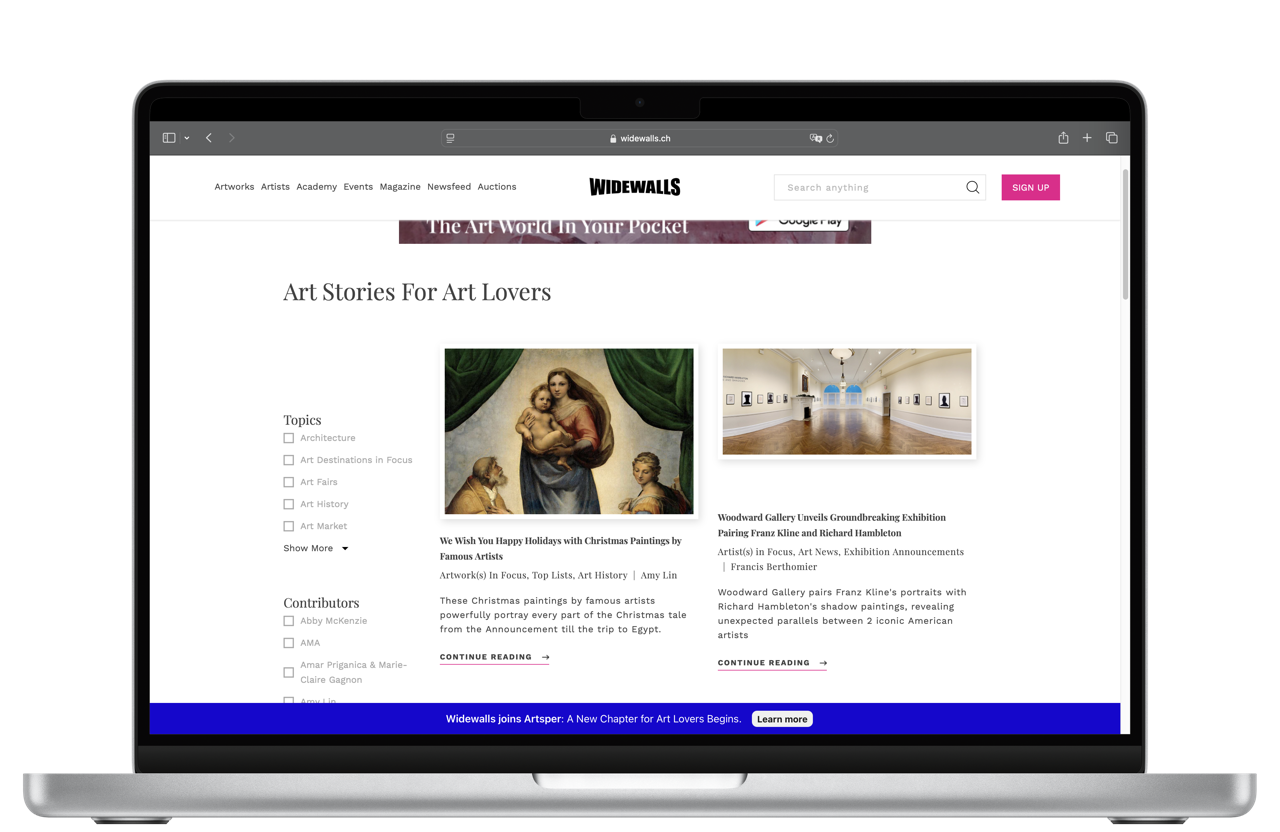 widewalls.ch
Artworks Artists Academy Events Magazine Newsfeed Auctions
WIDEWALLS
Search anything
SIGN UP
The Art World In Your Pocket
Google Play
Art Stories For Art Lovers
Topics
Architecture
Art Destinations in Focus
Art Fairs
Art History
Art Market
Show More
Contributors
Abby McKenzie
AMA
Amar Priganica & Marie-
Claire Gagnon
Amy Lin
We Wish You Happy Holidays with Christmas Paintings by
Famous Artists
Artwork(s) In Focus, Top Lists, Art History | Amy Lin
These Christmas paintings by famous artists
powerfully portray every part of the Christmas tale
from the Announcement till the trip to Egypt.
CONTINUE READING
Woodward Gallery Unveils Groundbreaking Exhibition
Pairing Franz Kline and Richard Hambleton
Artist(s) in Focus, Art News, Exhibition Announcements
| Francis Berthomier
Woodward Gallery pairs Franz Kline's portraits with
Richard Hambleton's shadow paintings, revealing
unexpected parallels between 2 iconic American
artists
CONTINUE READING
Widewalls joins Artsper: A New Chapter for Art Lovers Begins.
Learn more